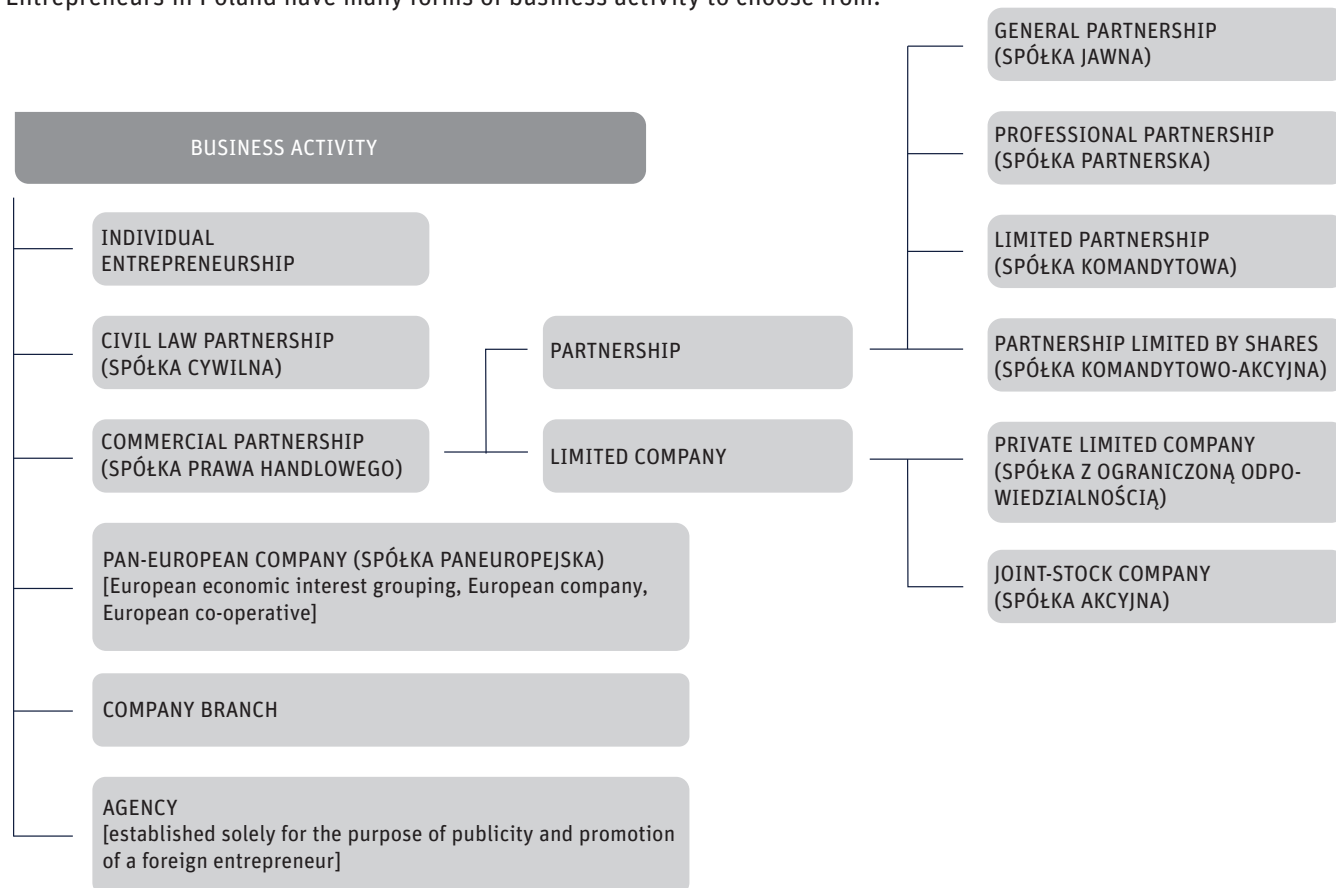 Entrepreneurs in Poland have many forms of business activity to choose from:
BUSINESS ACTIVITY
INDIVIDUAL
ENTREPRENEURSHIP
CIVIL LAW PARTNERSHIP
(SPÓŁKA CYWILNA)
COMMERCIAL PARTNERSHIP
(SPÓŁKA PRAWA HANDLOWEGO)
PAN-EUROPEAN COMPANY (SPÓŁKA PANEUROPEJSKA)
[European economic interest grouping, European company,
European co-operative]
COMPANY BRANCH
AGENCY
[established solely for the purpose of publicity and promotion
of a foreign entrepreneur]
PARTNERSHIP
LIMITED COMPANY
GENERAL PARTNERSHIP
(SPÓŁKA JAWNA)
PROFESSIONAL PARTNERSHIP
(SPÓŁKA PARTNERSKA)
LIMITED PARTNERSHIP
(SPÓŁKA KOMANDYTOWA)
PARTNERSHIP LIMITED BY SHARES
(SPÓŁKA KOMANDYTOWO-AKCYJNA)
PRIVATE LIMITED COMPANY
(SPÓŁKA Z OGRANICZONĄ ODPO-
WIEDZIALNOŚCIĄ)
JOINT-STOCK COMPANY
(SPÓŁKA AKCYJNA)